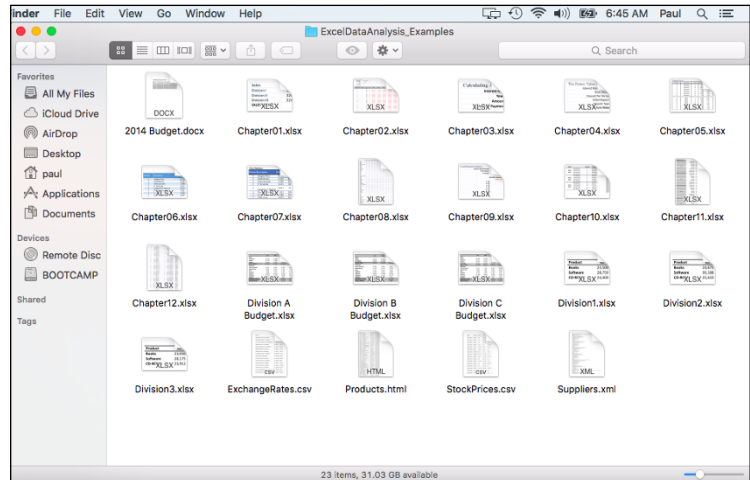 inder File Edit View Go Window Help 6:45 AM Paul
ExcelDataAnalysis_Examples
Search
Favorites
All My Files
iCloud Drive
AirDrop
Desktop
paul
Applications
Documents
Devices
Remote Disc
BOOTCAMP
Shared
Tags
DOCX XLSX XLSX XLSX XLSX XLSX
2014 Budget.docx Chapter01.xlsx Chapter02.xlsx Chapter03.xlsx Chapter04.xlsx Chapter05.xlsx
XLSX XLSX XLSX XLSX XLSX XLSX
Chapter06.xlsx Chapter07.xlsx Chapter08.xlsx Chapter09.xlsx Chapter10.xlsx Chapter11.xlsx
XLSX XLSX XLSX XLSX XLSX XLSX
Chapter12.xlsx Division A Division B Division C Division1.xlsx Division2.xlsx
Budget.xlsx Budget.xlsx Budget.xlsx
XLSX CSV HTML CSV XML
Division3.xlsx ExchangeRates.csv Products.html StockPrices.csv Suppliers.xml
23 items, 31.03 GB available